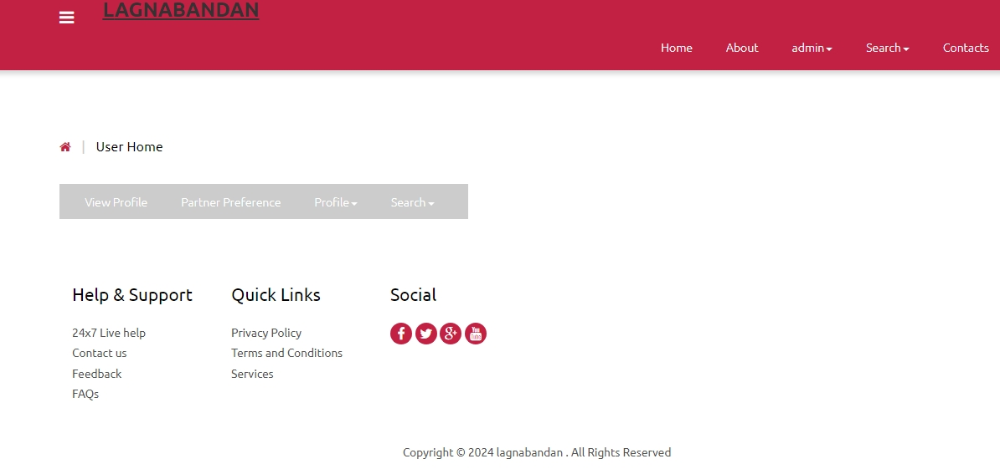 LAGNABANDAN
Home About admin Search Contacts
| User Home
View Profile Partner Preference Profile Search
Help & Support
24x7 Live help
Contact us
Feedback
FAQs
Quick Links
Privacy Policy
Terms and Conditions
Services
Social
Copyright © 2024 lagnabandan . All Rights Reserved